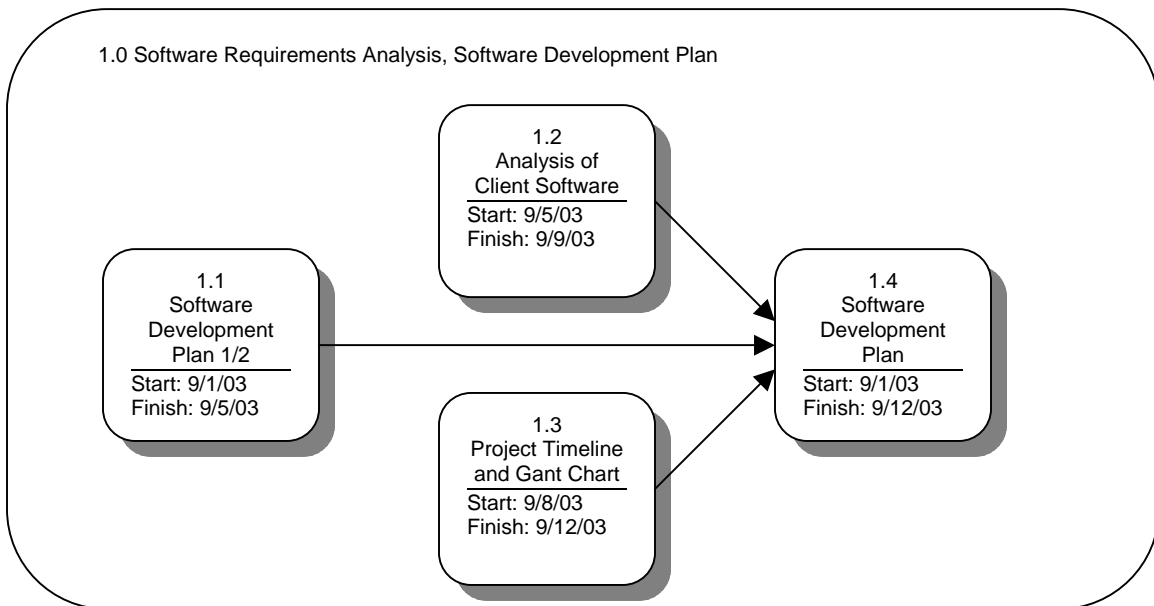 1.0 Software Requirements Analysis, Software Development Plan
1.2
Analysis of
Client Software
Start: 9/5/03
Finish: 9/9/03
1.1
Software
Development
Plan 1/2
Start: 9/1/03
Finish: 9/5/03
1.4
Software
Development
Plan
Start: 9/1/03
Finish: 9/12/03
1.3
Project Timeline
and Gant Chart
Start: 9/8/03
Finish: 9/12/03